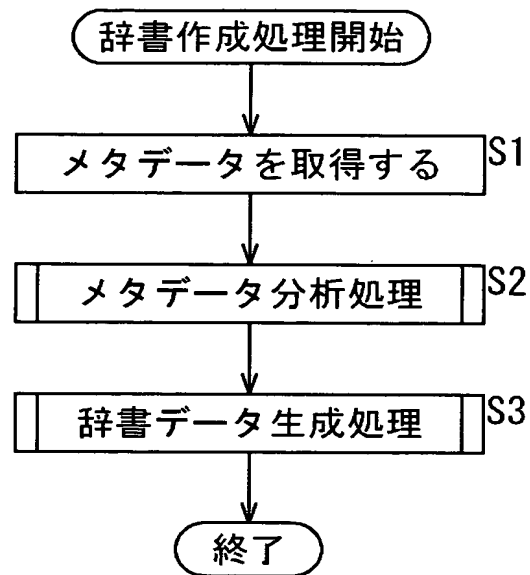 辞書作成処理開始
メタデータを取得する
S1
メタデータ分析処理
S2
辞書データ生成処理
S3
終了